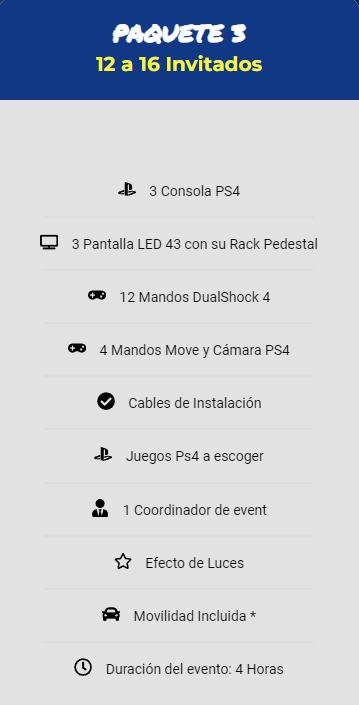 PAQUETE 3
12 a 16 Invitados
3 Consola PS4
3 Pantalla LED 43 con su Rack Pedestal
12 Mandos DualShock 4
4 Mandos Move y Cámara PS4
Cables de Instalación
Juegos Ps4 a escoger
1 Coordinador de event
Efecto de Luces
Movilidad Incluida *
Duración del evento: 4 Horas